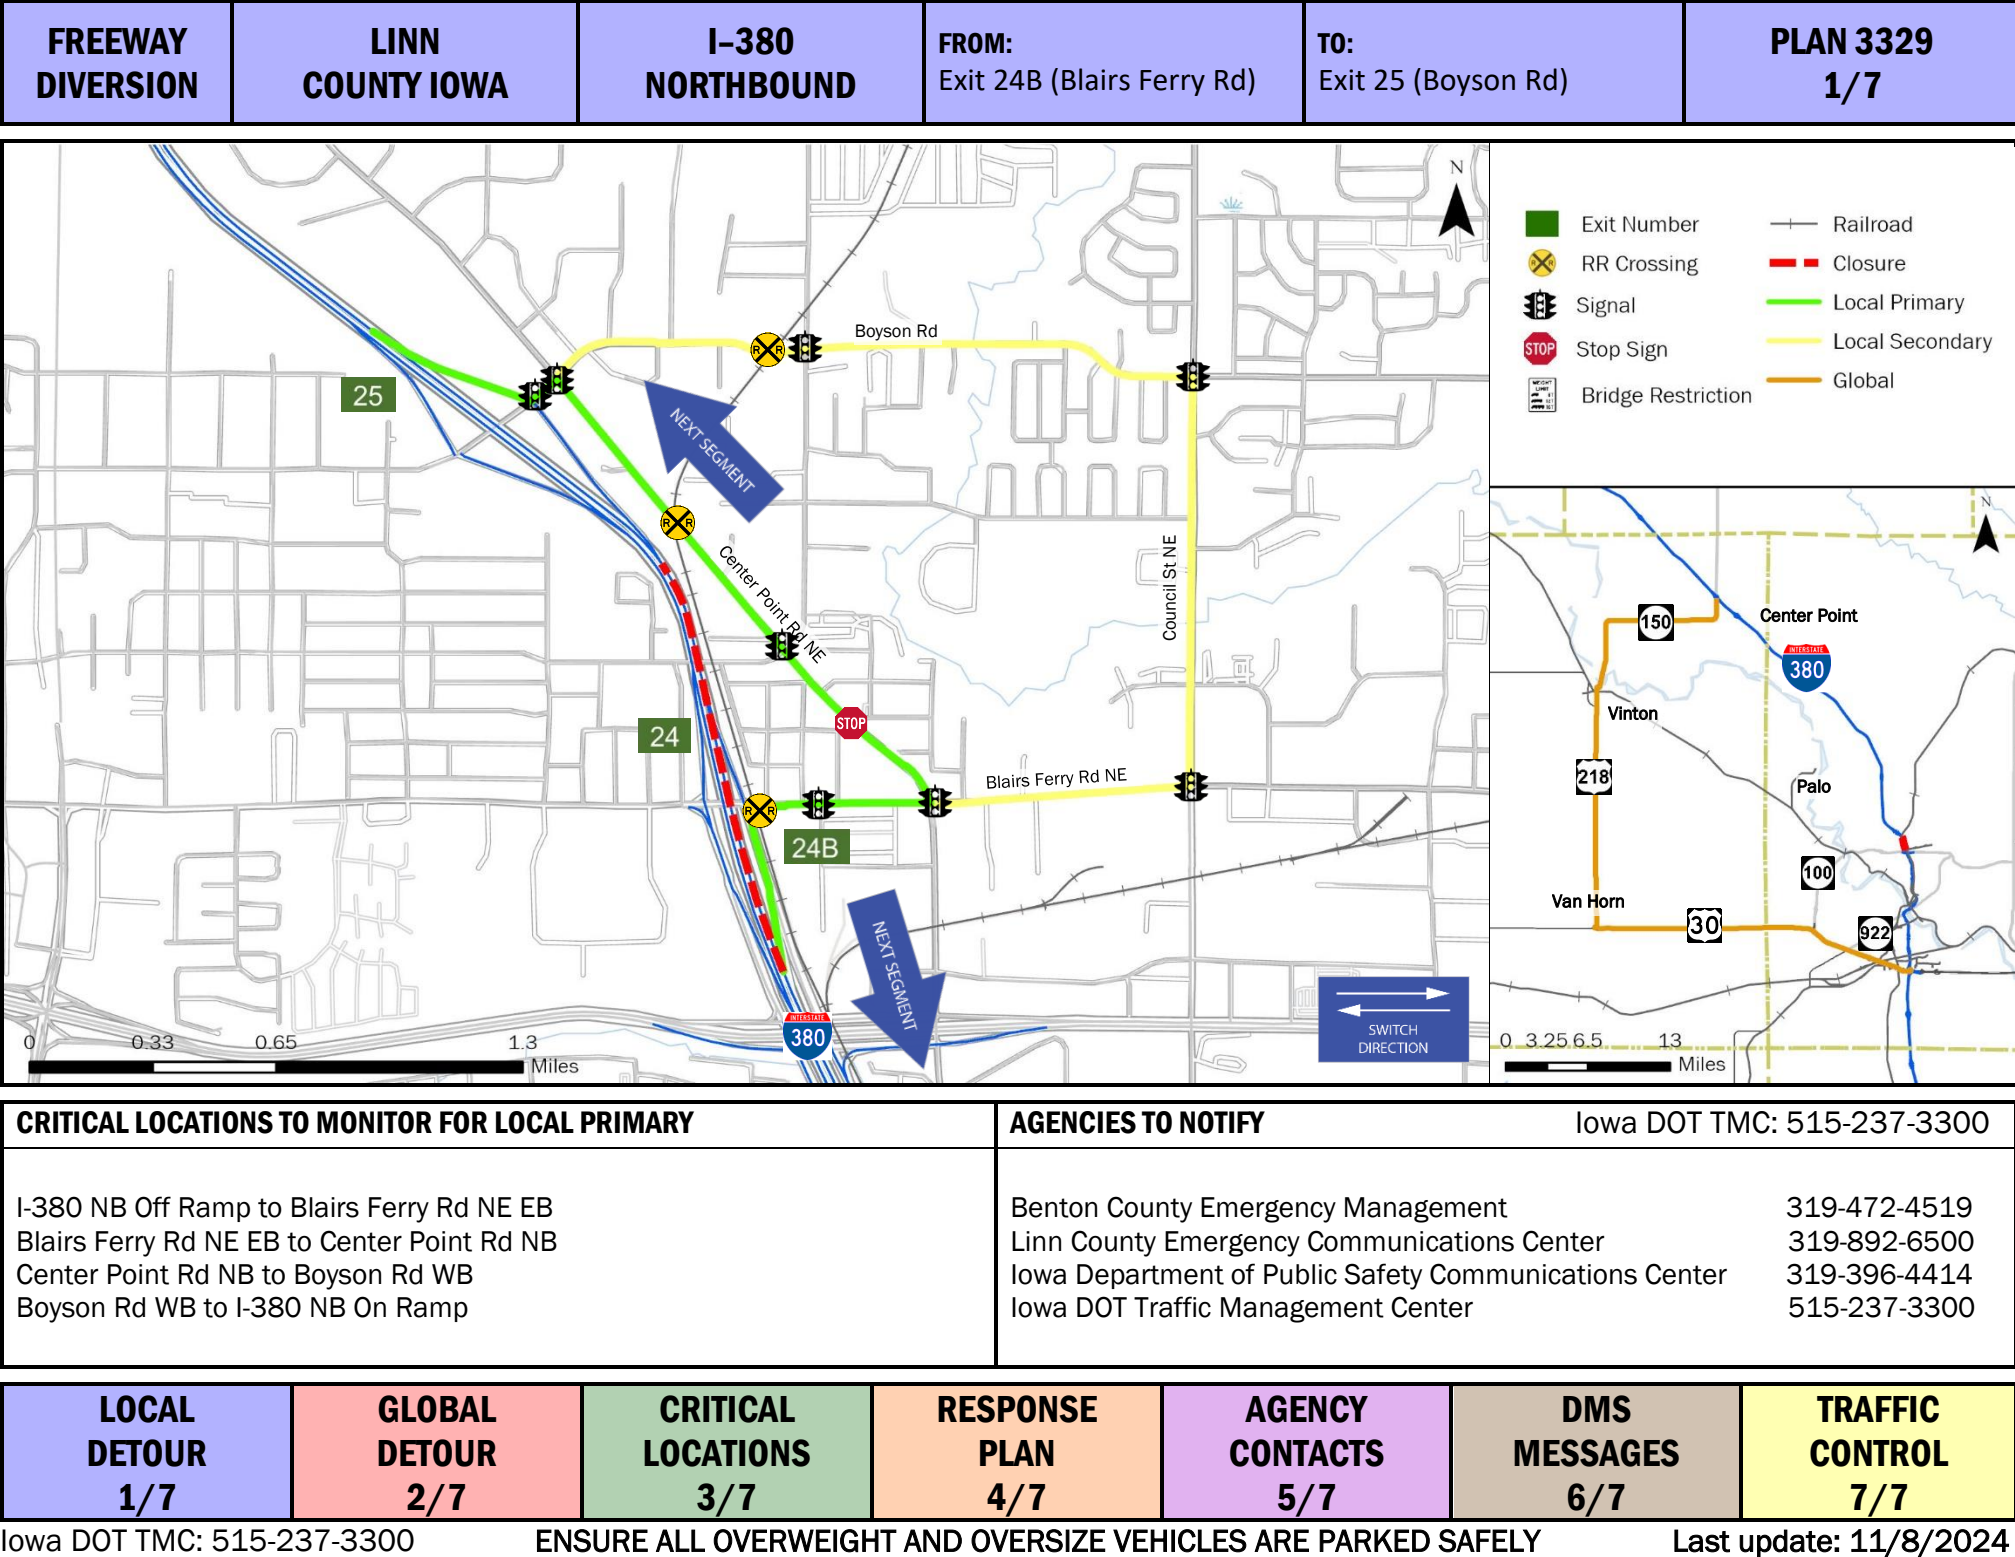 FREEWAY
DIVERSION
LINN
COUNTY IOWA
I–380
NORTHBOUND
FROM:
Exit 24B (Blairs Ferry Rd)
TO:
Exit 25 (Boyson Rd)
PLAN 3329
1/7
N
Boyson Rd
25
NEXT SEGMENT
Center Point Rd NE
Council St NE
24
STOP
Blairs Ferry Rd NE
24B
NEXT SEGMENT
INTERSTATE
380
SWITCH
DIRECTION
0 0.33 0.65 1.3
Miles
R R
R R
R R
Exit Number
RR Crossing
Signal
STOP Stop Sign
WEIGHT
LIMIT
Bridge Restriction
Railroad
Closure
Local Primary
Local Secondary
Global
N
150
Center Point
INTERSTATE
380
Vinton
218
Palo
100
Van Horn
30
922
0 3.25 6.5 13
Miles
CRITICAL LOCATIONS TO MONITOR FOR LOCAL PRIMARY
I-380 NB Off Ramp to Blairs Ferry Rd NE EB
Blairs Ferry Rd NE EB to Center Point Rd NB
Center Point Rd NB to Boyson Rd WB
Boyson Rd WB to I-380 NB On Ramp
AGENCIES TO NOTIFY Iowa DOT TMC: 515-237-3300
Benton County Emergency Management 319-472-4519
Linn County Emergency Communications Center 319-892-6500
Iowa Department of Public Safety Communications Center 319-396-4414
Iowa DOT Traffic Management Center 515-237-3300
LOCAL
DETOUR
1/7
GLOBAL
DETOUR
2/7
CRITICAL
LOCATIONS
3/7
RESPONSE
PLAN
4/7
AGENCY
CONTACTS
5/7
DMS
MESSAGES
6/7
TRAFFIC
CONTROL
7/7
Iowa DOT TMC: 515-237-3300 ENSURE ALL OVERWEIGHT AND OVERSIZE VEHICLES ARE PARKED SAFELY Last update: 11/8/2024